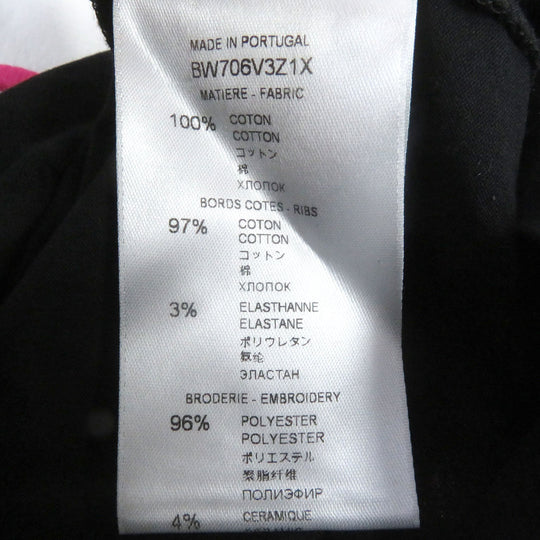 MADE IN PORTUGAL
BW706V3Z1X
MATIERE - FABRIC
100% COTON
COTTON
コットン
棉
ХЛОПОК
BORDS COTES - RIBS
97% COTON
COTTON
コットン
棉
ХЛОПОК
3% ELASTHANNE
ELASTANE
ポリウレタン
氨纶
ЭЛАСТАН
BRODERIE - EMBROIDERY
96% POLYESTER
POLYESTER
ポリエステル
聚脂纤维
ПОЛИЭФИР
4% CERAMIQUE
CERAMIC